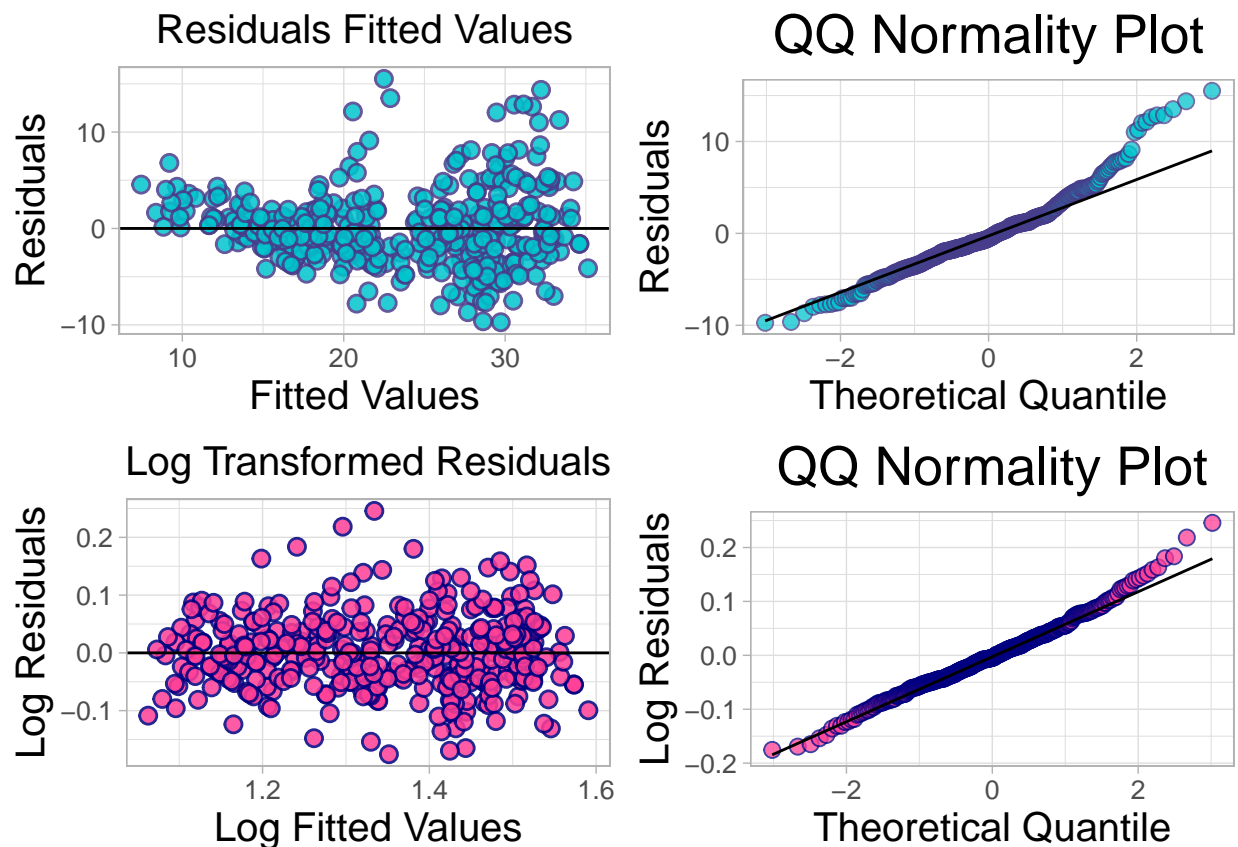 Residuals Fitted Values
QQ Normality Plot
Residuals
10
0
−10
10
20
30
Fitted Values
Residuals
10
0
−10
−2
0
2
Theoretical Quantile
Log Transformed Residuals
QQ Normality Plot
Log Residuals
0.2
0.1
0.0
−0.1
1.2
1.4
1.6
Log Fitted Values
Log Residuals
0.2
0.1
0.0
−0.1
−0.2
−2
0
2
Theoretical Quantile